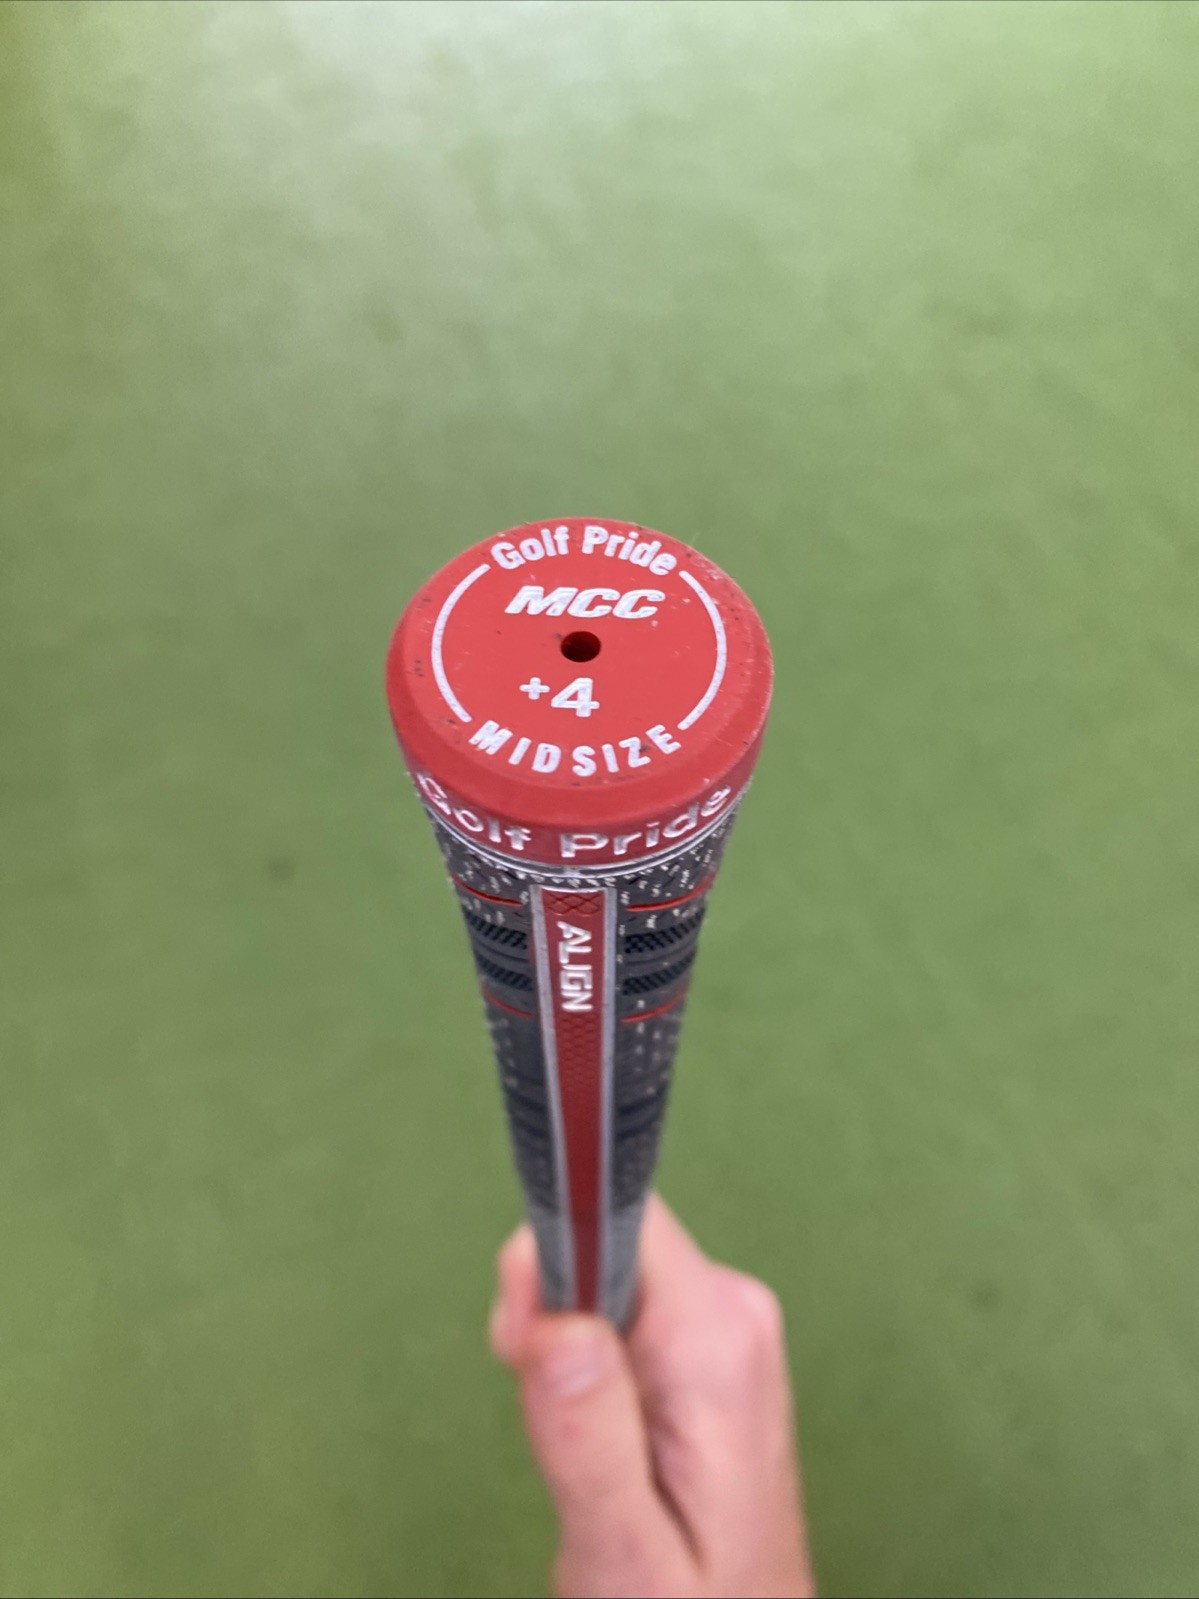 Golf Pride
MCC
+4
MIDSIZE
Golf Pride
ALIGN